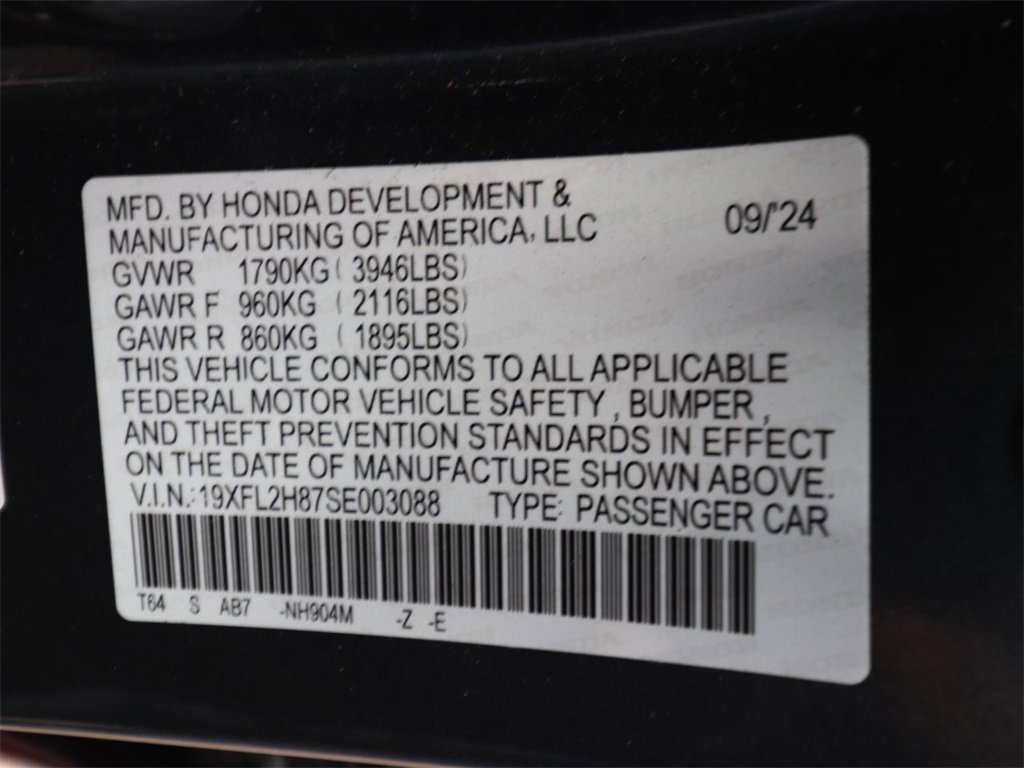 MFD. BY HONDA DEVELOPMENT &
MANUFACTURING OF AMERICA, LLC
09/'24
GVWR 1790KG ( 3946LBS)
GAWR F 960KG ( 2116LBS)
GAWR R 860KG ( 1895LBS)
THIS VEHICLE CONFORMS TO ALL APPLICABLE
FEDERAL MOTOR VEHICLE SAFETY , BUMPER ,
AND THEFT PREVENTION STANDARDS IN EFFECT
ON THE DATE OF MANUFACTURE SHOWN ABOVE.
V.I.N.: 19XFL2H87SE003088 TYPE: PASSENGER CAR
T64 S AB7 -NH904M -Z -E